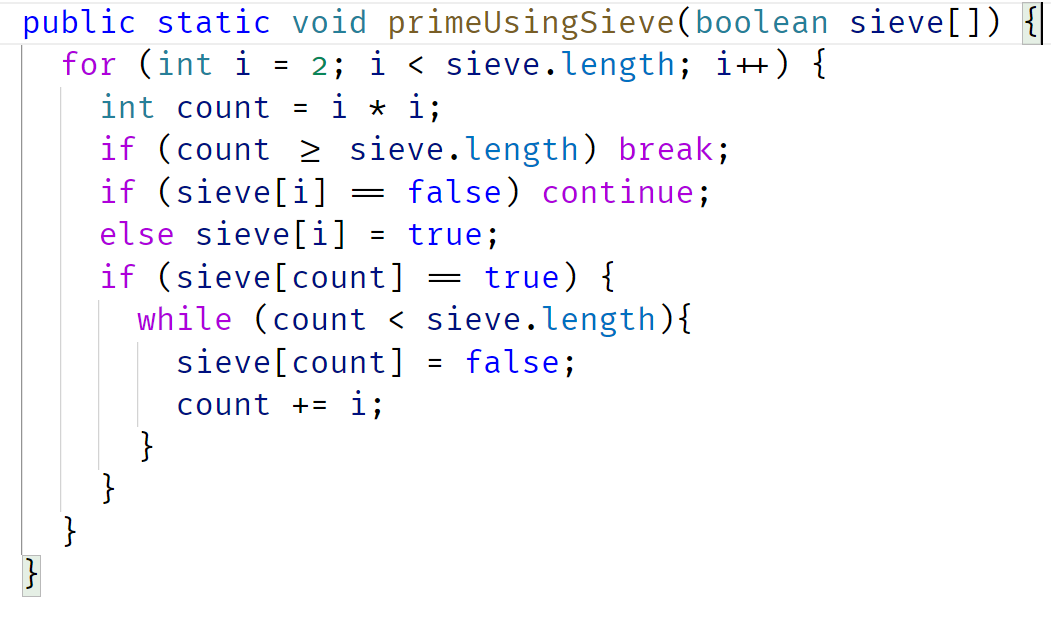 public static void primeUsingSieve(boolean sieve[]) {
for (int i = 2; i < sieve.length; i++) {
int count = i * i;
if (count ≥ sieve.length) break;
if (sieve[i] == false) continue;
else sieve[i] = true;
if (sieve[count] == true) {
while (count < sieve.length){
sieve[count] = false;
count += i;
}
}
}
}